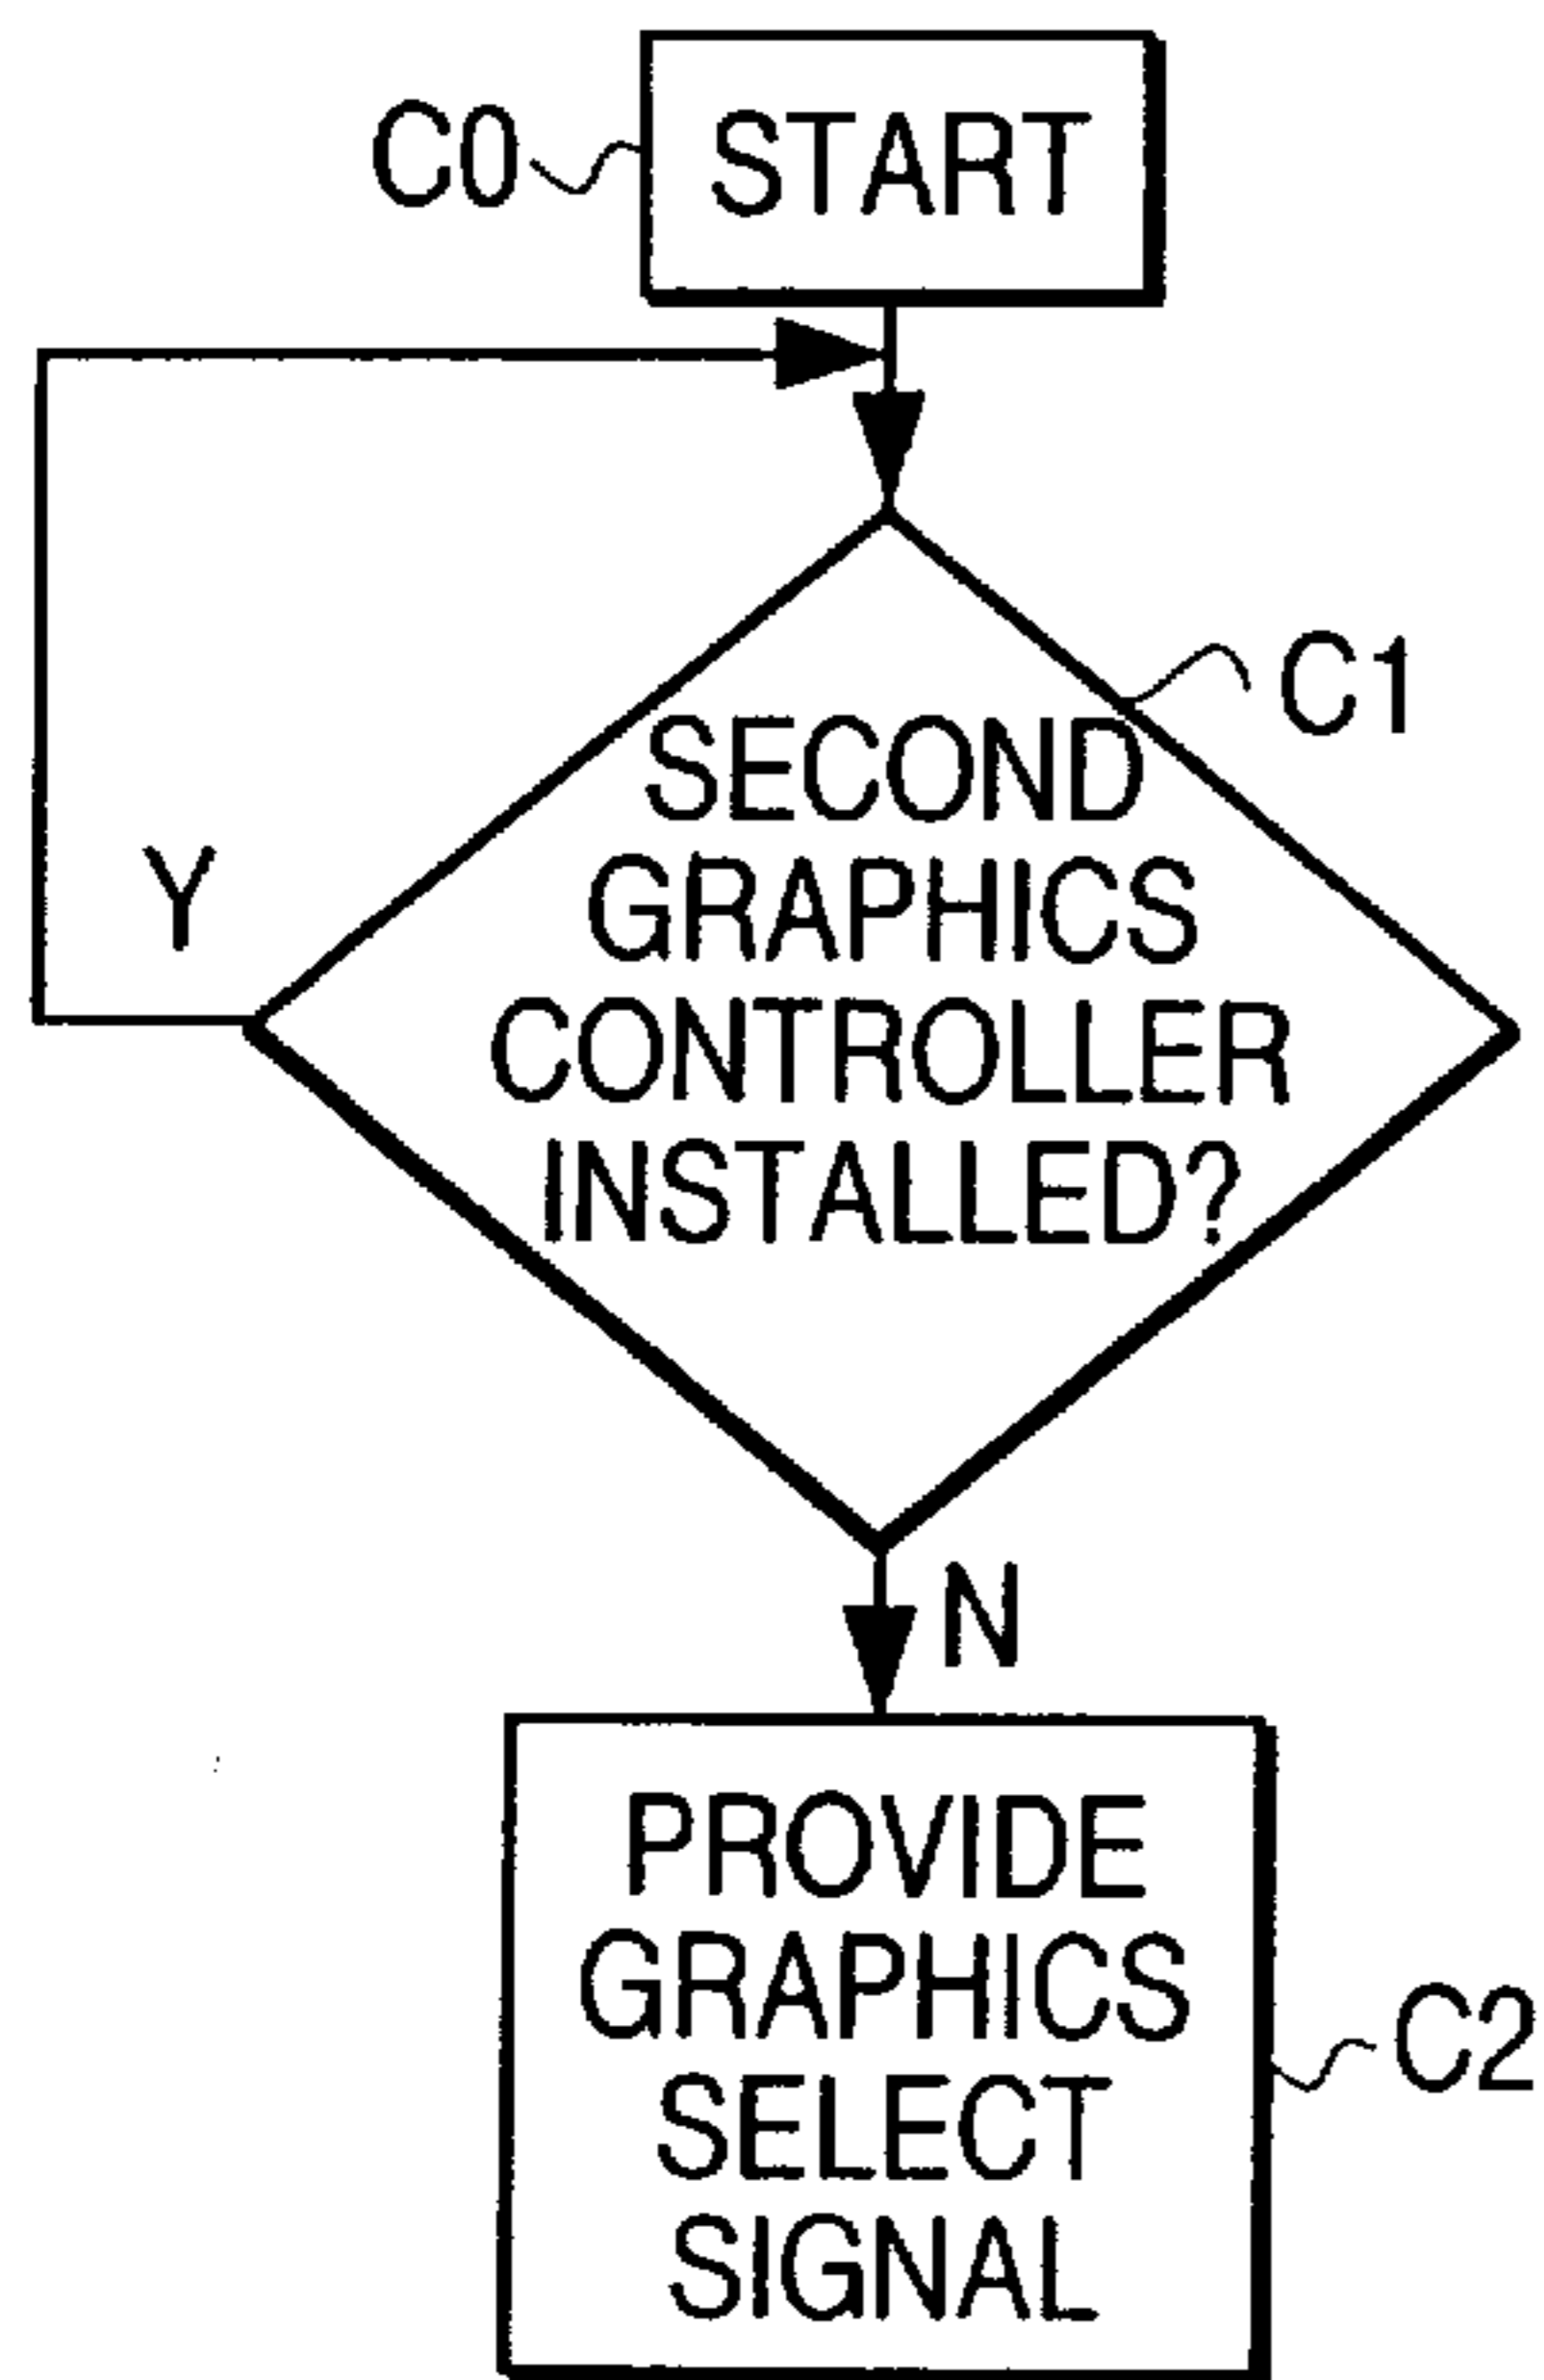 C0
START
C1
SECOND
GRAPHICS
CONTROLLER
INSTALLED?
Y
N
PROVIDE
GRAPHICS
SELECT
SIGNAL
C2